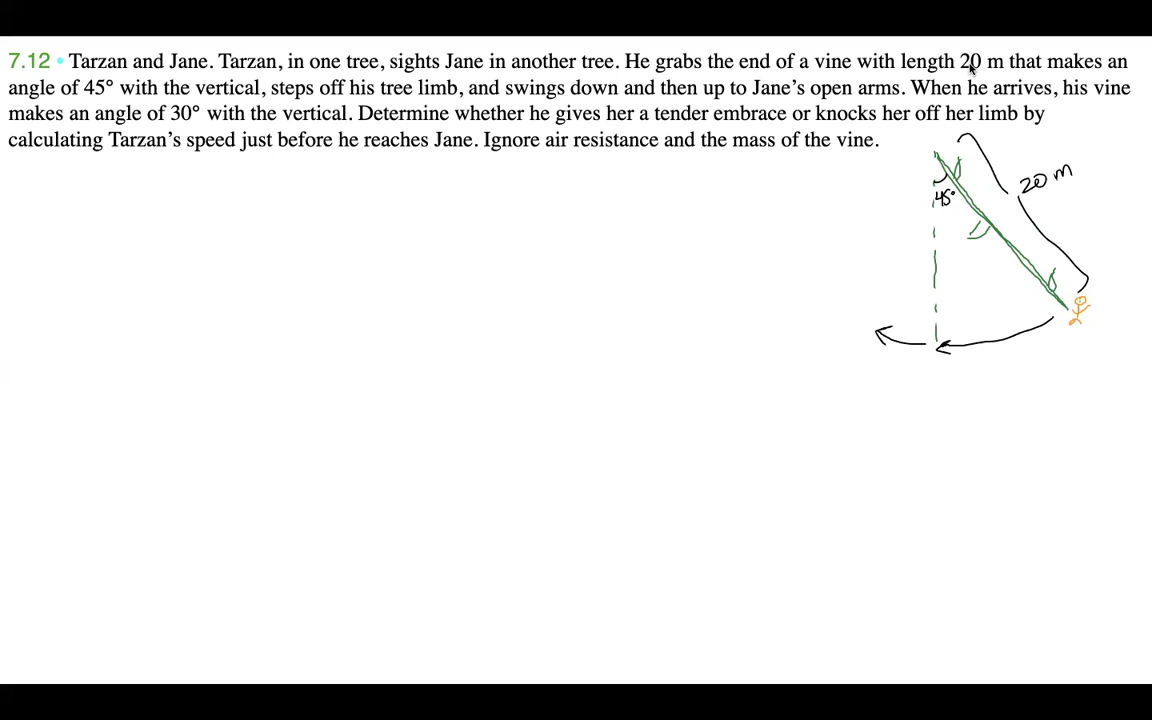 7.12 • Tarzan and Jane. Tarzan, in one tree, sights Jane in another tree. He grabs the end of a vine with length 20 m that makes an
angle of 45° with the vertical, steps off his tree limb, and swings down and then up to Jane's open arms. When he arrives, his vine
makes an angle of 30° with the vertical. Determine whether he gives her a tender embrace or knocks her off her limb by
calculating Tarzan's speed just before he reaches Jane. Ignore air resistance and the mass of the vine.
20 m
45°